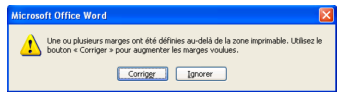 Microsoft Office Word
Une ou plusieurs marges ont été définies au-delà de la zone imprimable. Utilisez le
bouton « Corriger » pour augmenter les marges voulues.
Corriger Ignorer